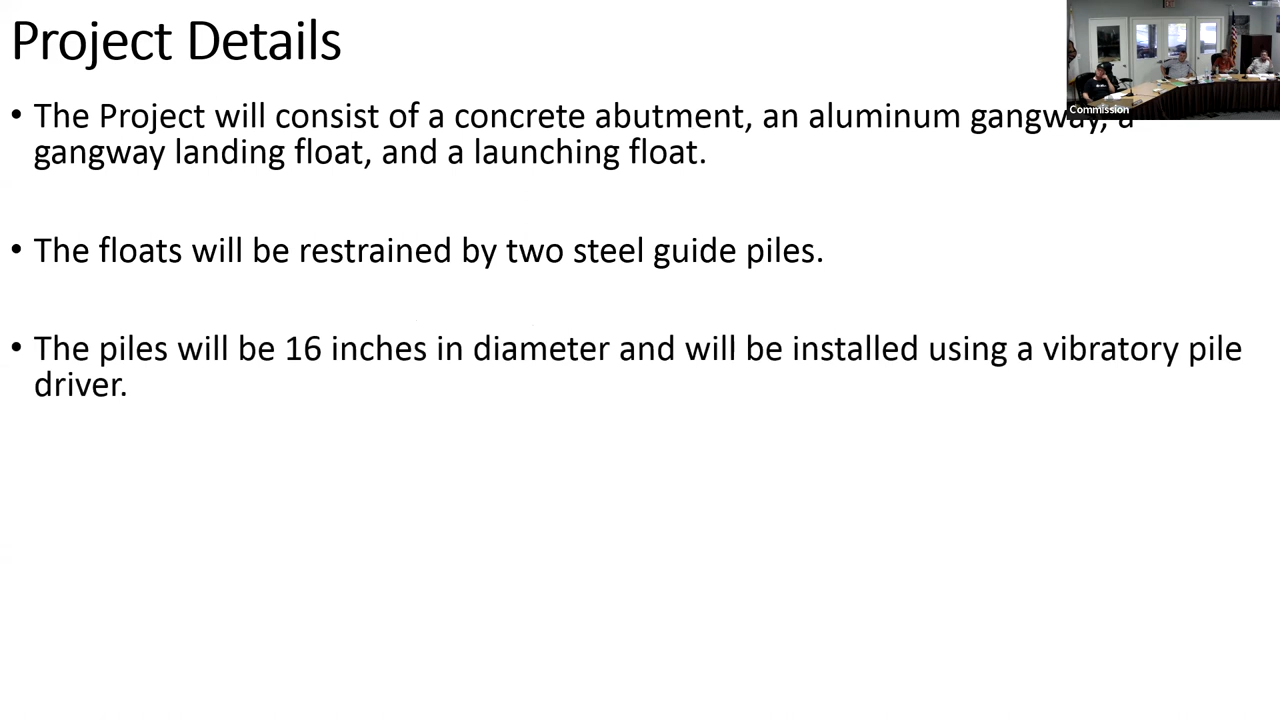 Project Details
• The Project will consist of a concrete abutment, an aluminum gangway, a
gangway landing float, and a launching float.
• The floats will be restrained by two steel guide piles.
• The piles will be 16 inches in diameter and will be installed using a vibratory pile
driver.
Commission